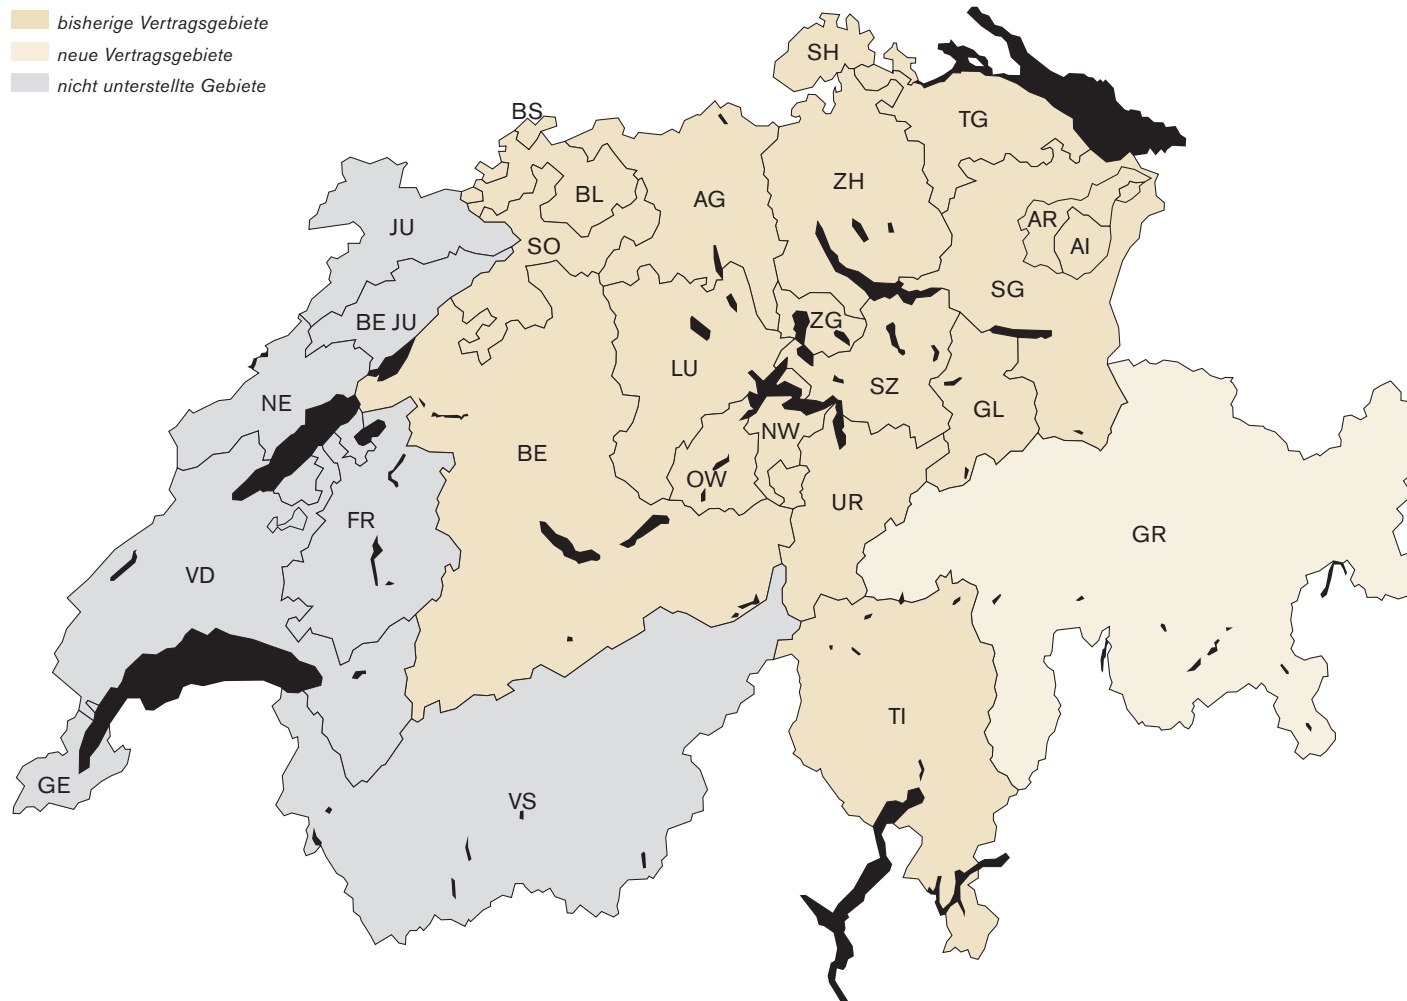 bisherige Vertragsgebiete
neue Vertragsgebiete
nicht unterstellte Gebiete
SH
BS
TG
ZH
BL
AG
AR
JU
AI
SO
SG
BE JU
ZG
LU
SZ
NE
GL
NW
BE
OW
UR
FR
GR
VD
TI
GE
VS